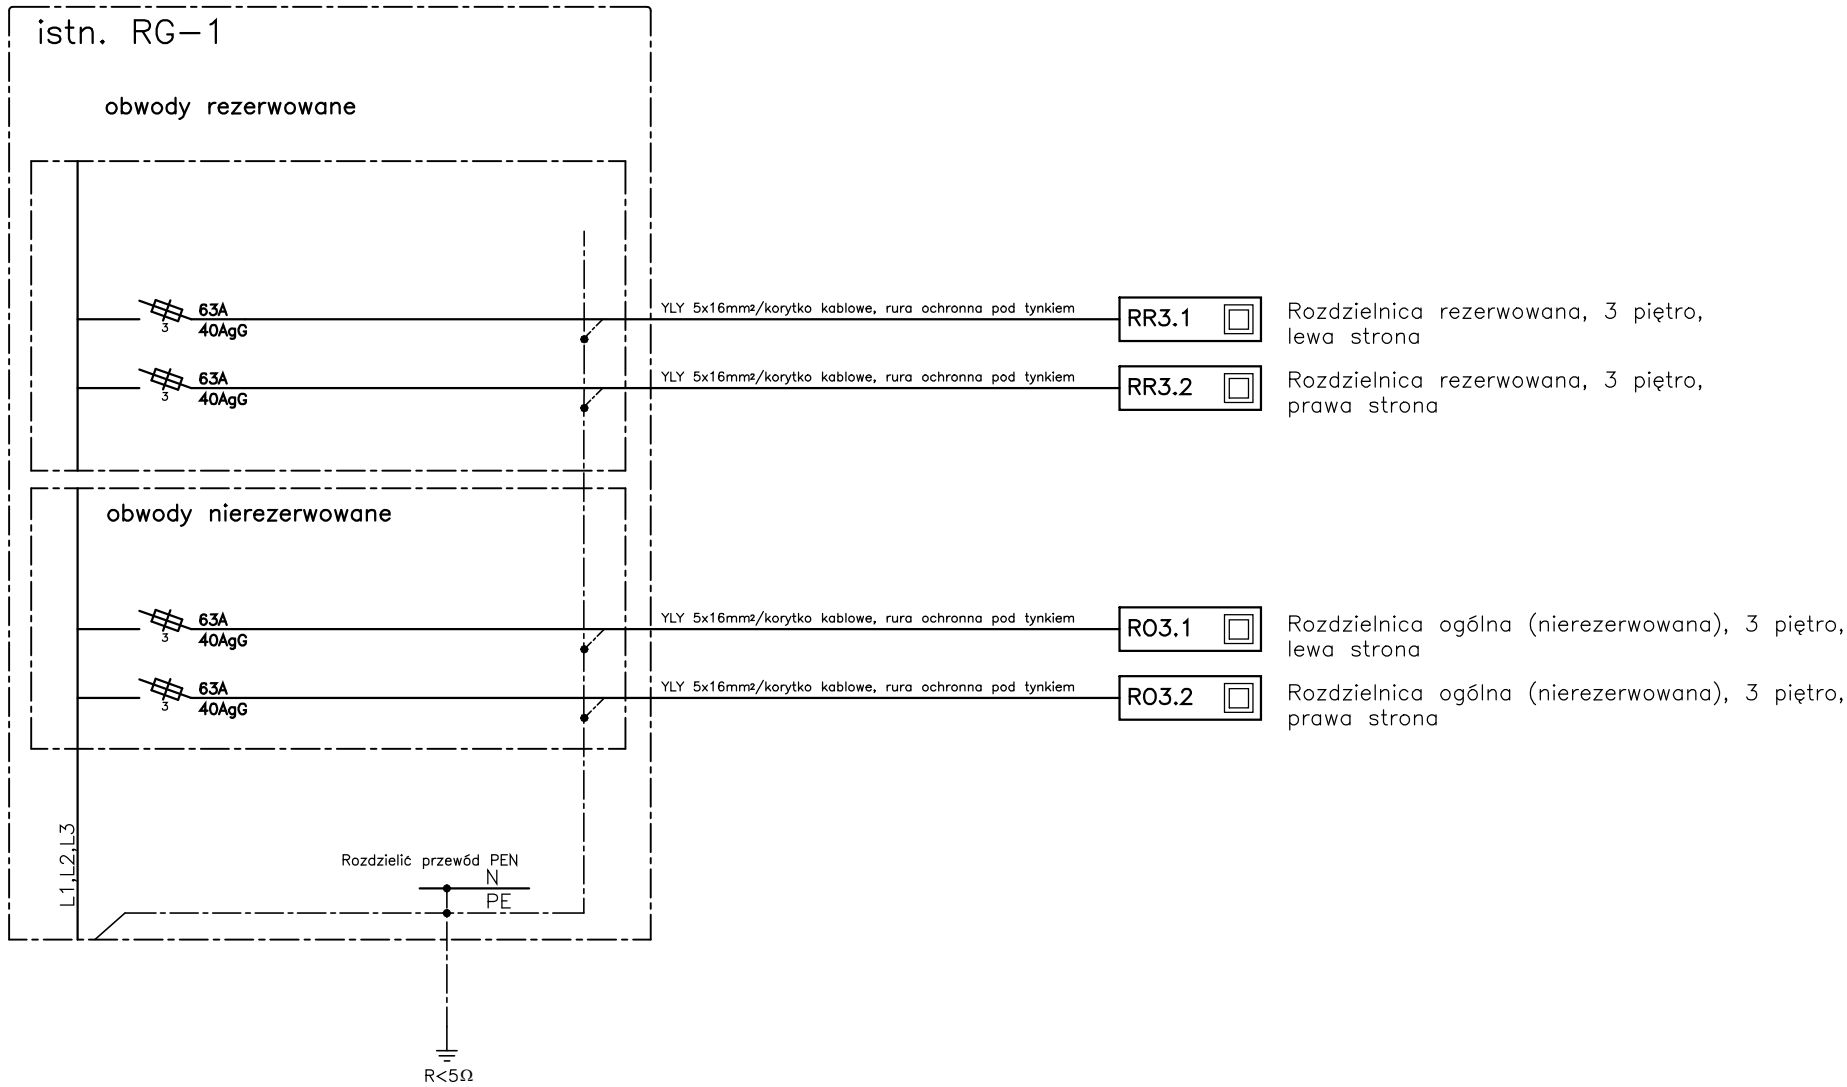 istn. RG-1
obwody rezerwowane
63A
3
40AgG
YLY 5x16mm²/korytko kablowe, rura ochronna pod tynkiem
RR3.1
Rozdzielnica rezerwowana, 3 piętro,
lewa strona
63A
3
40AgG
YLY 5x16mm²/korytko kablowe, rura ochronna pod tynkiem
RR3.2
Rozdzielnica rezerwowana, 3 piętro,
prawa strona
obwody nierezerwowane
63A
3
40AgG
YLY 5x16mm²/korytko kablowe, rura ochronna pod tynkiem
RO3.1
Rozdzielnica ogólna (nierezerwowana), 3 piętro,
lewa strona
63A
3
40AgG
YLY 5x16mm²/korytko kablowe, rura ochronna pod tynkiem
RO3.2
Rozdzielnica ogólna (nierezerwowana), 3 piętro,
prawa strona
L1,L2,L3
Rozdzielić przewód PEN
N
PE
R<5Ω